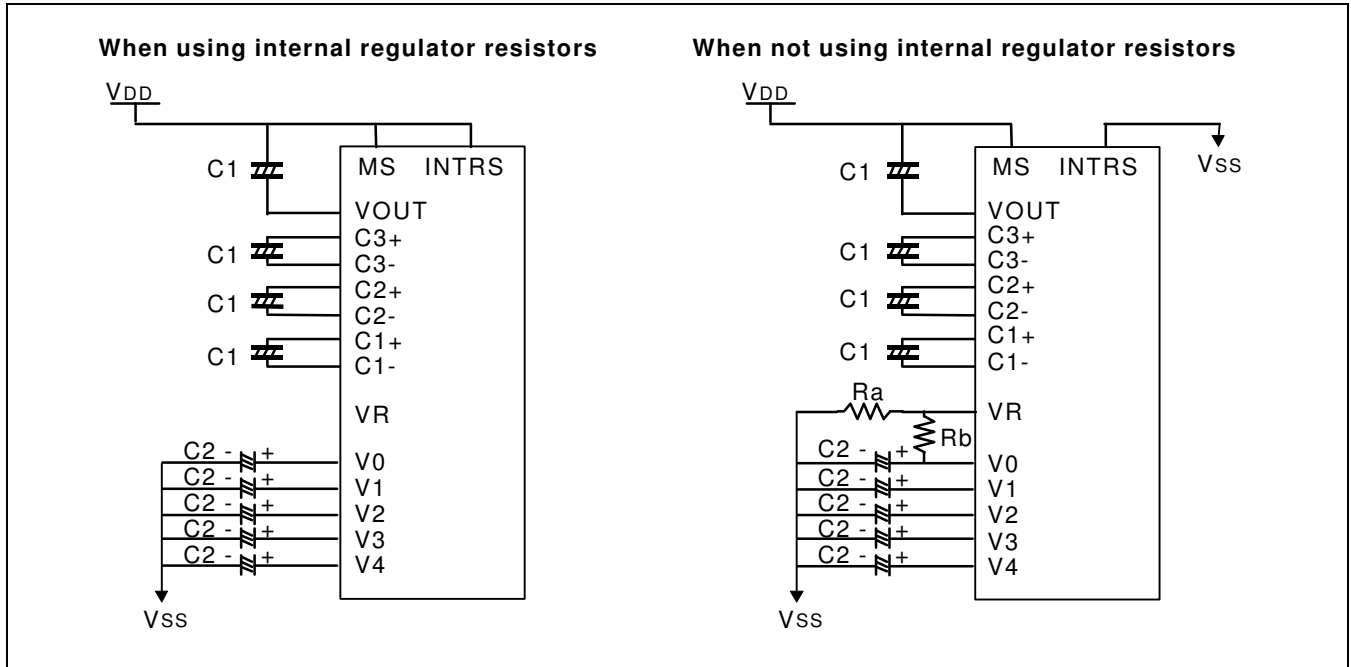 When using internal regulator resistors
VDD
C1
MS INTRS
VOUT
C3+
C1
C3-
C2+
C1
C2-
C1+
C1
C1-
VR
C2 - + V0
C2 - + V1
C2 - + V2
C2 - + V3
C2 - + V4
VSS
When not using internal regulator resistors
VDD
C1
MS INTRS
VSS
VOUT
C3+
C1
C3-
C2+
C1
C2-
C1+
C1
C1-
Ra
VR
Rb
C2 - + V0
C2 - + V1
C2 - + V2
C2 - + V3
C2 - + V4
VSS